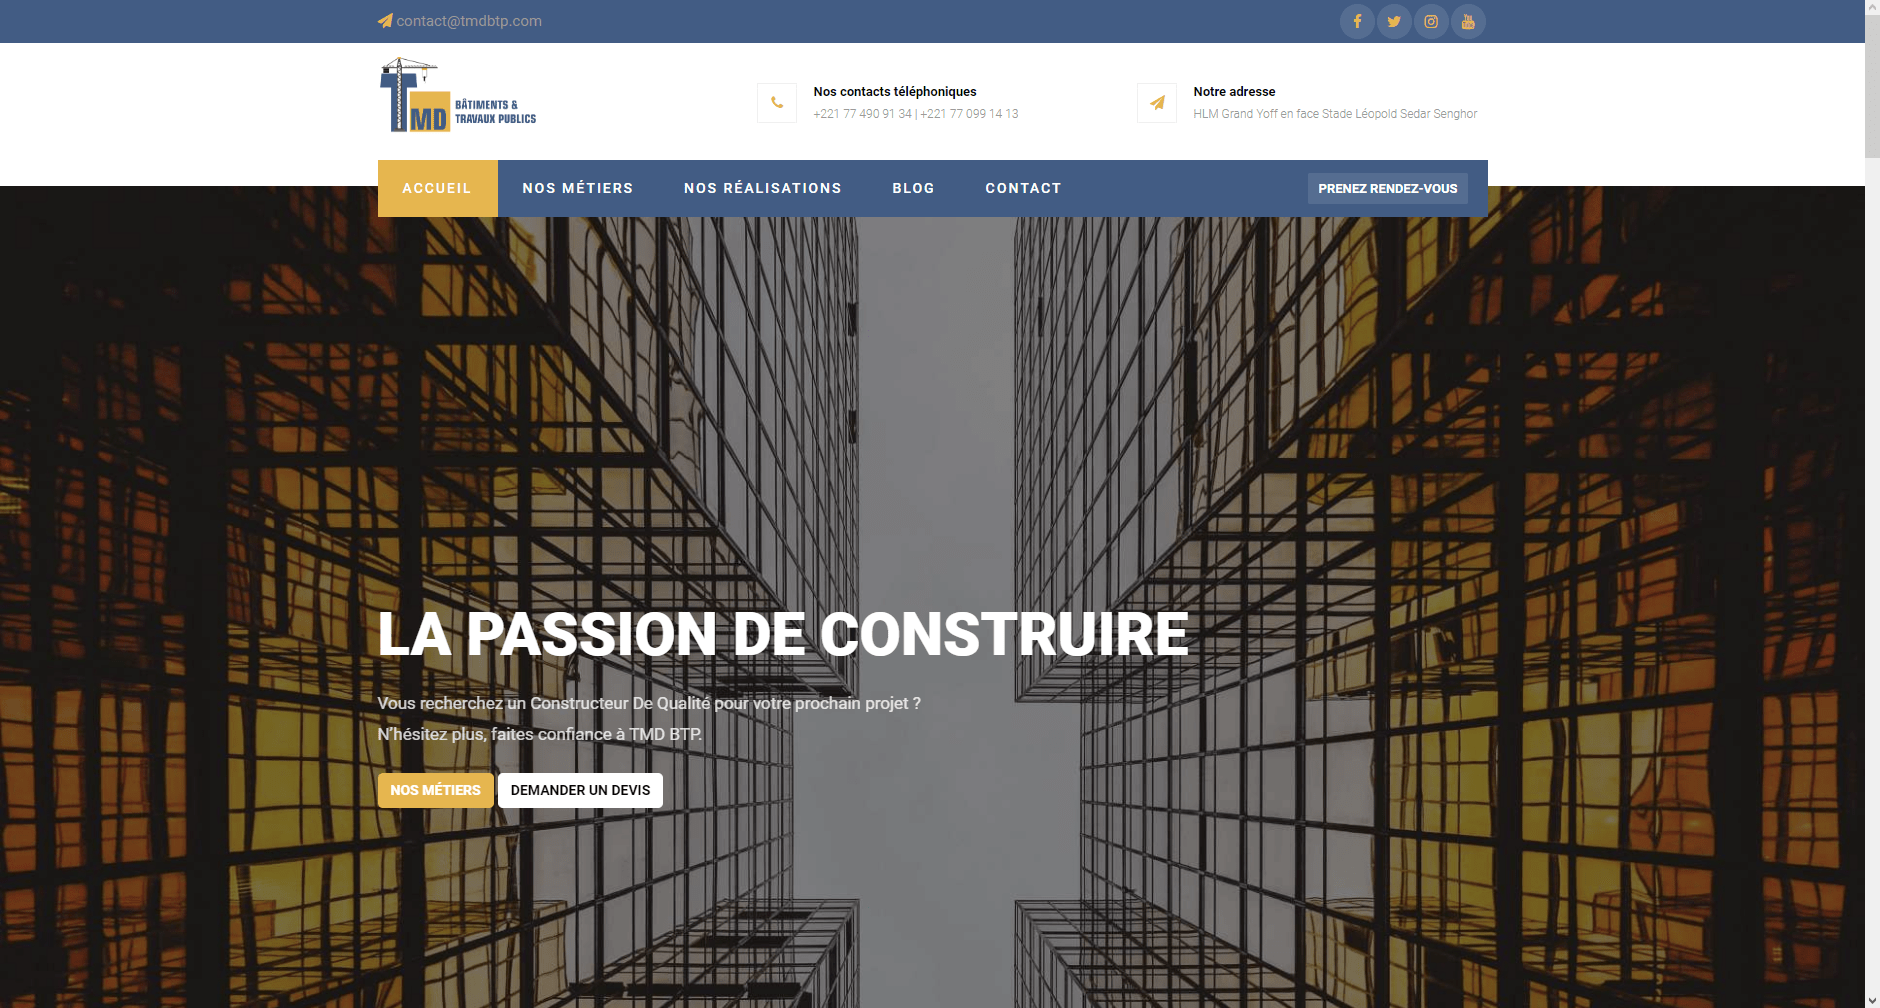 contact@tmdbtp.com
TMD
BÂTIMENTS &
TRAVAUX PUBLICS
Nos contacts téléphoniques
+221 77 490 91 34 | +221 77 099 14 13
Notre adresse
HLM Grand Yoff en face Stade Léopold Sedar Senghor
ACCUEIL NOS MÉTIERS NOS RÉALISATIONS BLOG CONTACT PRENEZ RENDEZ-VOUS
LA PASSION DE CONSTRUIRE
Vous recherchez un Constructeur De Qualité pour votre prochain projet ?
N'hésitez plus, faites confiance à TMD BTP.
NOS MÉTIERS DEMANDER UN DEVIS